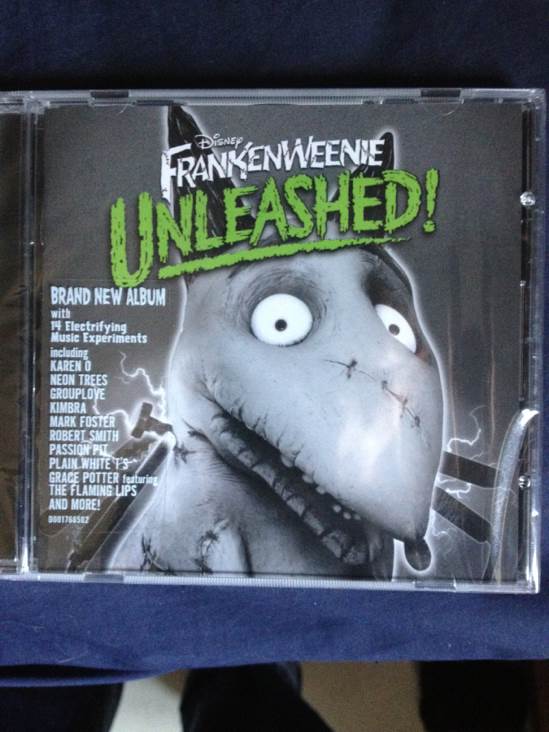 DISNEY
FRANKENWEENIE
UNLEASHED!
BRAND NEW ALBUM
with
14 Electrifying
Music Experiments
including
KAREN O
NEON TREES
GROUPLOVE
KIMBRA
MARK FOSTER
ROBERT SMITH
PASSION PIT
PLAIN WHITE T'S
GRACE POTTER featuring
THE FLAMING LIPS
AND MORE!
D001766502